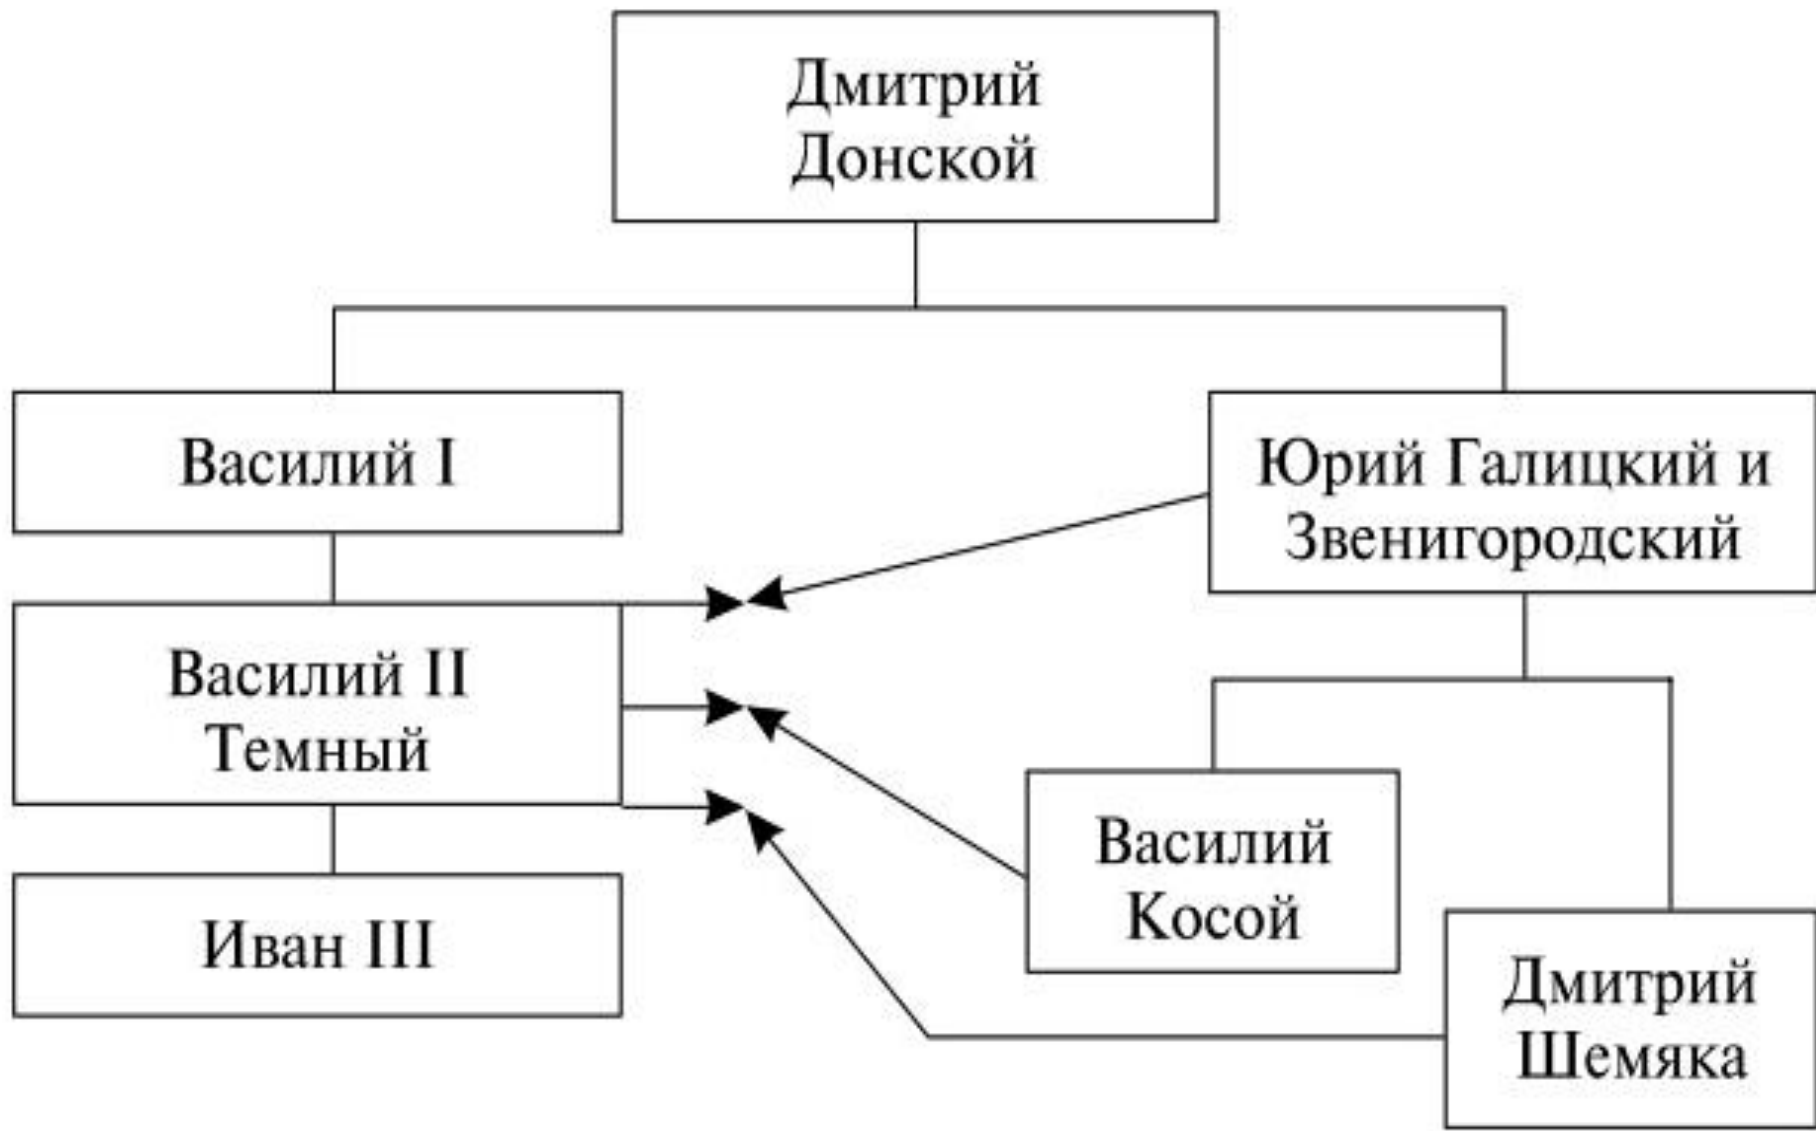 Дмитрий
Донской
Василий I
Юрий Галицкий и
Звенигородский
Василий II
Темный
Василий
Косой
Иван III
Дмитрий
Шемяка